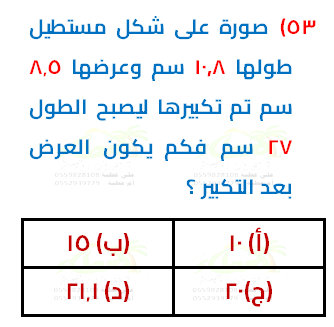 ٥٣) صورة على شكل مستطيل
طولها ١٠,٨ سم وعرضها ٨,٥
سم تم تكبيرها ليصبح الطول
٢٧ سم فكم يكون العرض
بعد التكبير ؟
(أ) ١٠
(ب) ١٥
(ج) ٢٠
(د) ٢١,١